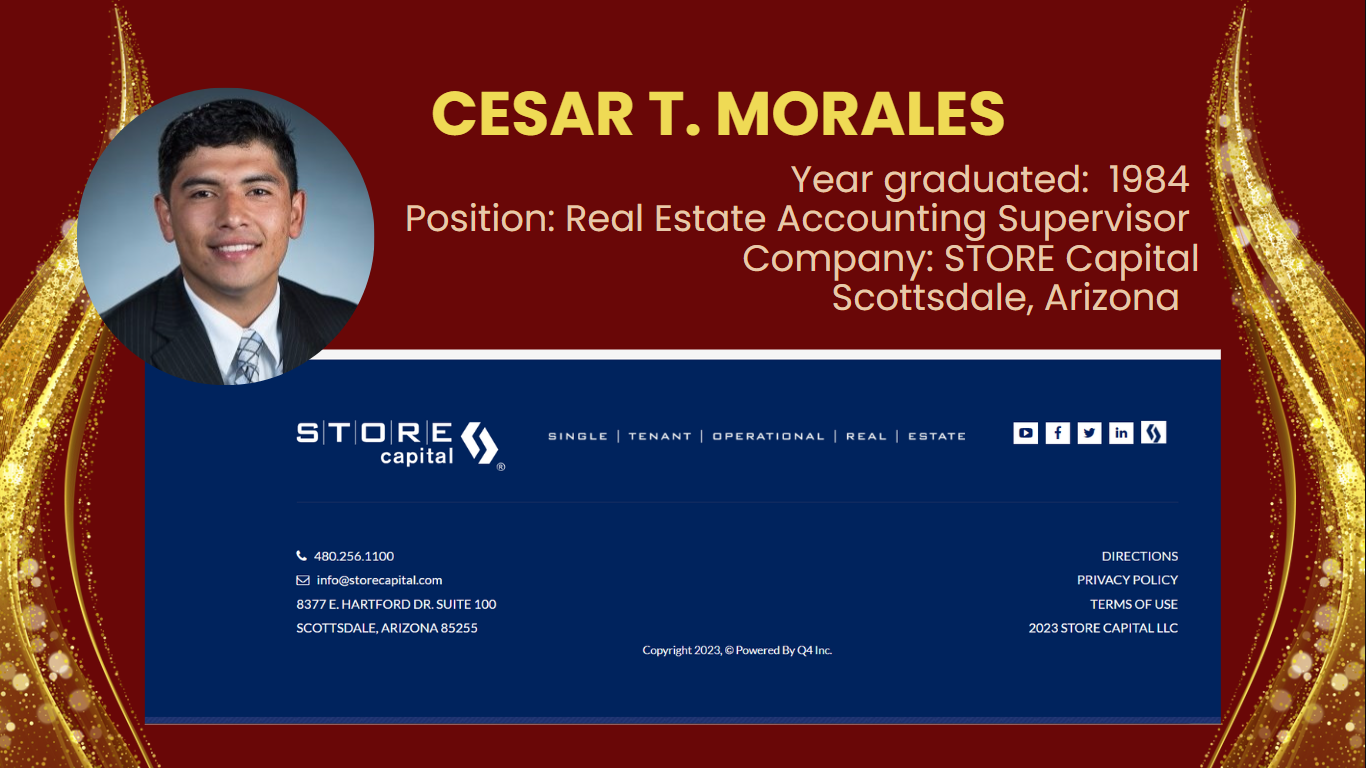 CESAR T. MORALES
Year graduated: 1984
Position: Real Estate Accounting Supervisor
Company: STORE Capital
Scottsdale, Arizona
S|T|O|R|E
capital ®
SINGLE | TENANT | OPERATIONAL | REAL | ESTATE
480.256.1100
info@storecapital.com
8377 E. HARTFORD DR. SUITE 100
SCOTTSDALE, ARIZONA 85255
DIRECTIONS
PRIVACY POLICY
TERMS OF USE
2023 STORE CAPITAL LLC
Copyright 2023, © Powered By Q4 Inc.